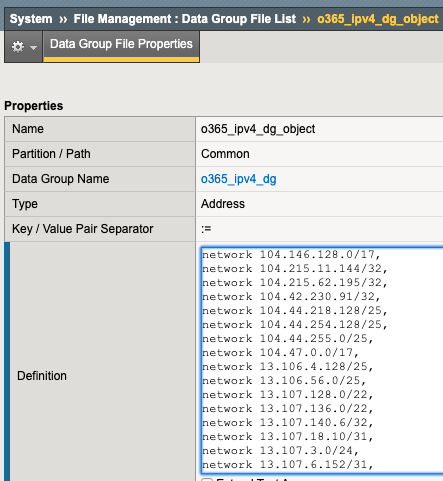 System ›› File Management : Data Group File List ›› o365_ipv4_dg_object
Data Group File Properties
Properties
Name o365_ipv4_dg_object
Partition / Path Common
Data Group Name o365_ipv4_dg
Type Address
Key / Value Pair Separator :=
Definition
network 104.146.128.0/17,
network 104.215.11.144/32,
network 104.215.62.195/32,
network 104.42.230.91/32,
network 104.44.218.128/25,
network 104.44.254.128/25,
network 104.44.255.0/25,
network 104.47.0.0/17,
network 13.106.4.128/25,
network 13.106.56.0/25,
network 13.107.128.0/22,
network 13.107.136.0/22,
network 13.107.140.6/32,
network 13.107.18.10/31,
network 13.107.3.0/24,
network 13.107.6.152/31,